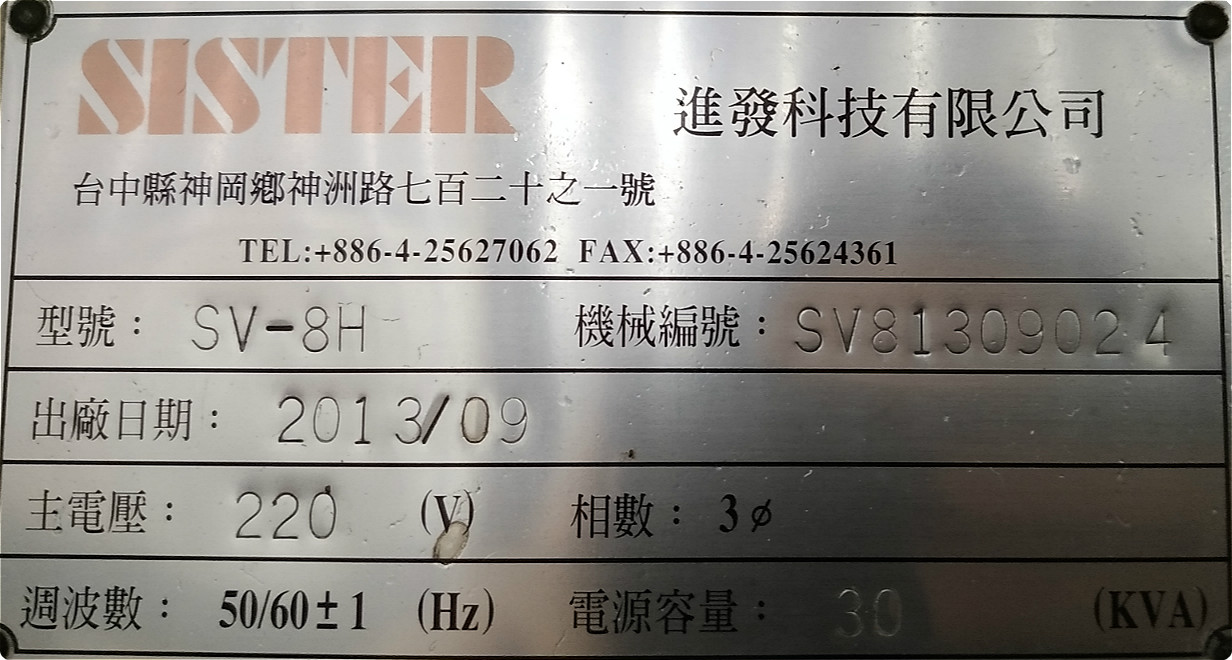 SISTER
進發科技有限公司
台中縣神岡鄉神洲路七百二十之一號
TEL:+886-4-25627062 FAX:+886-4-25624361
型號： SV-8H 機械編號： SV81309024
出廠日期： 2013/09
主電壓： 220 (V) 相數： 3ø
週波數： 50/60±1 (Hz) 電源容量： 30 (KVA)